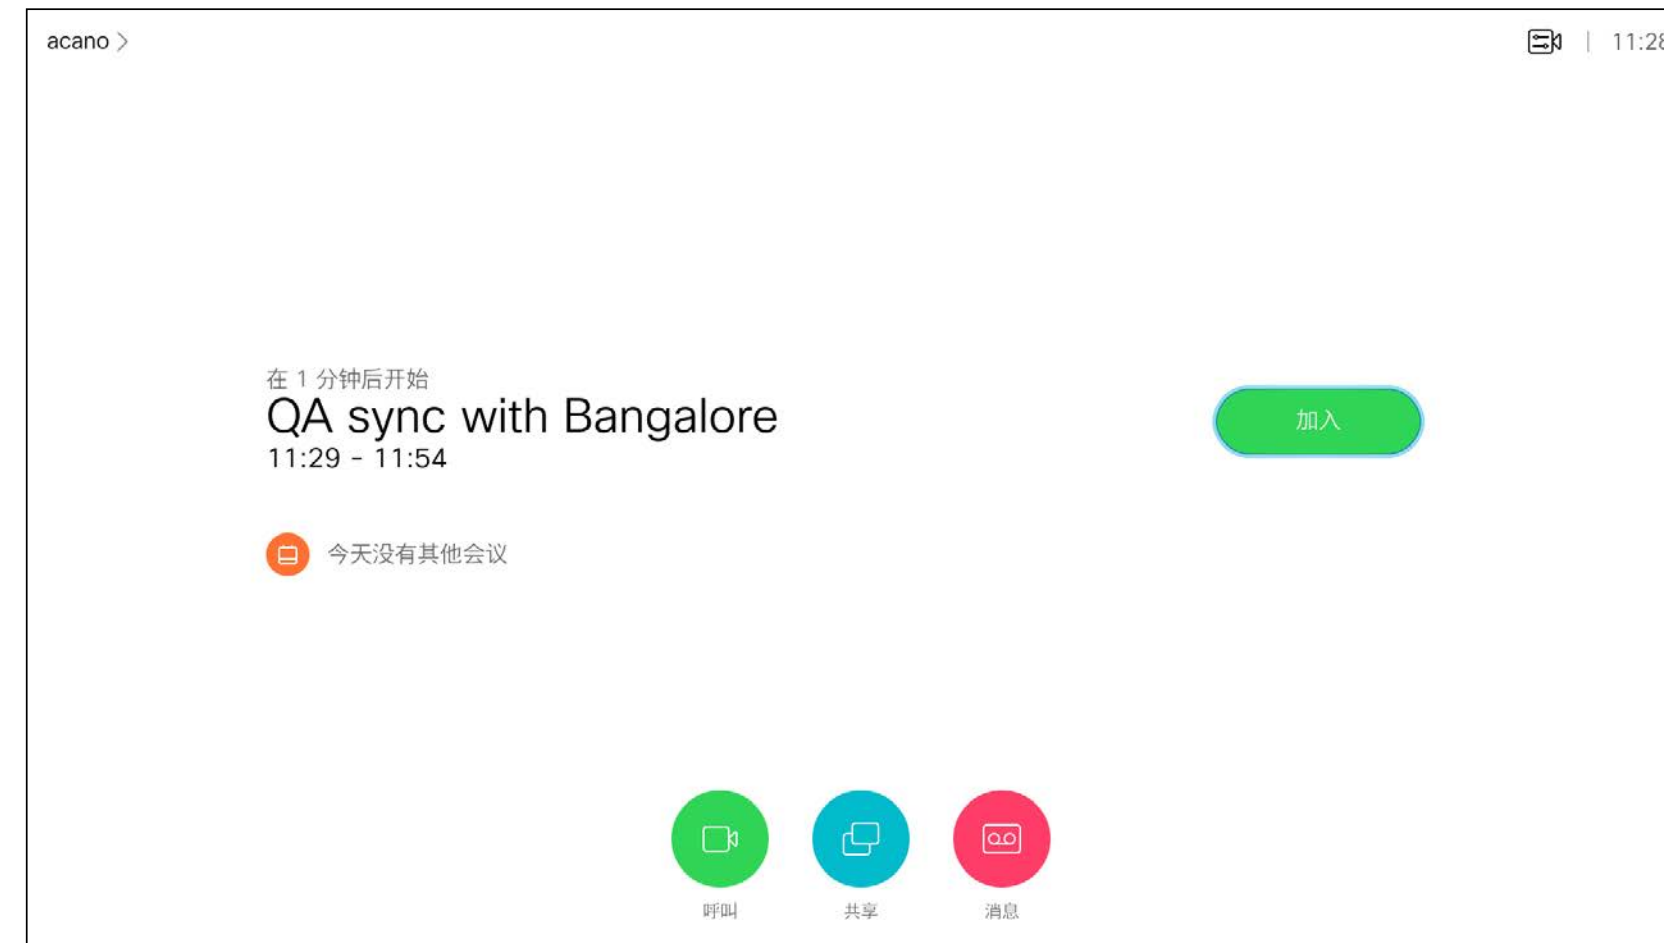 acano
11:28
在 1 分钟后开始
QA sync with Bangalore
11:29 - 11:54
加入
今天没有其他会议
呼叫
共享
消息